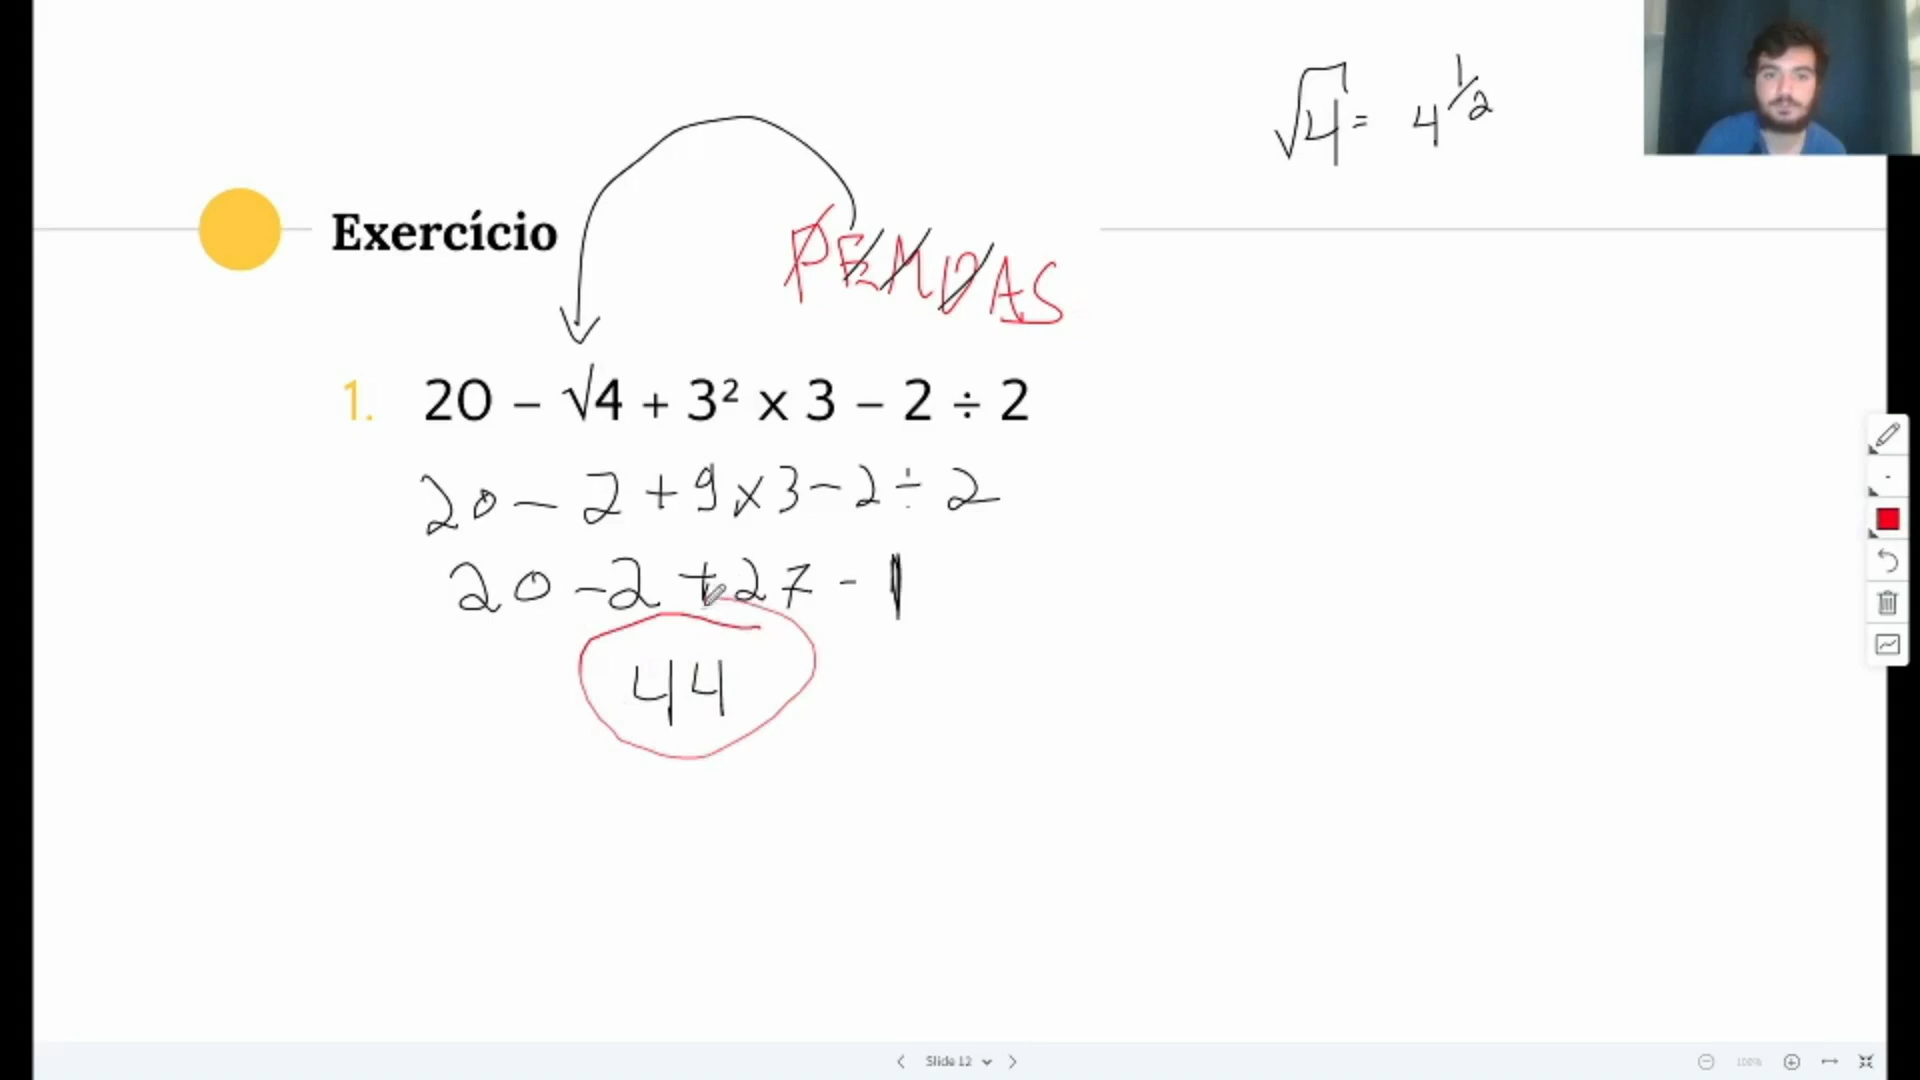 √4 = 4^1/2
Exercício
PEMDAS
1. 20 – √4 + 3² x 3 – 2 ÷ 2
20 – 2 + 9 x 3 – 2 ÷ 2
20 – 2 + 27 - 1
44
Slide 12
100%